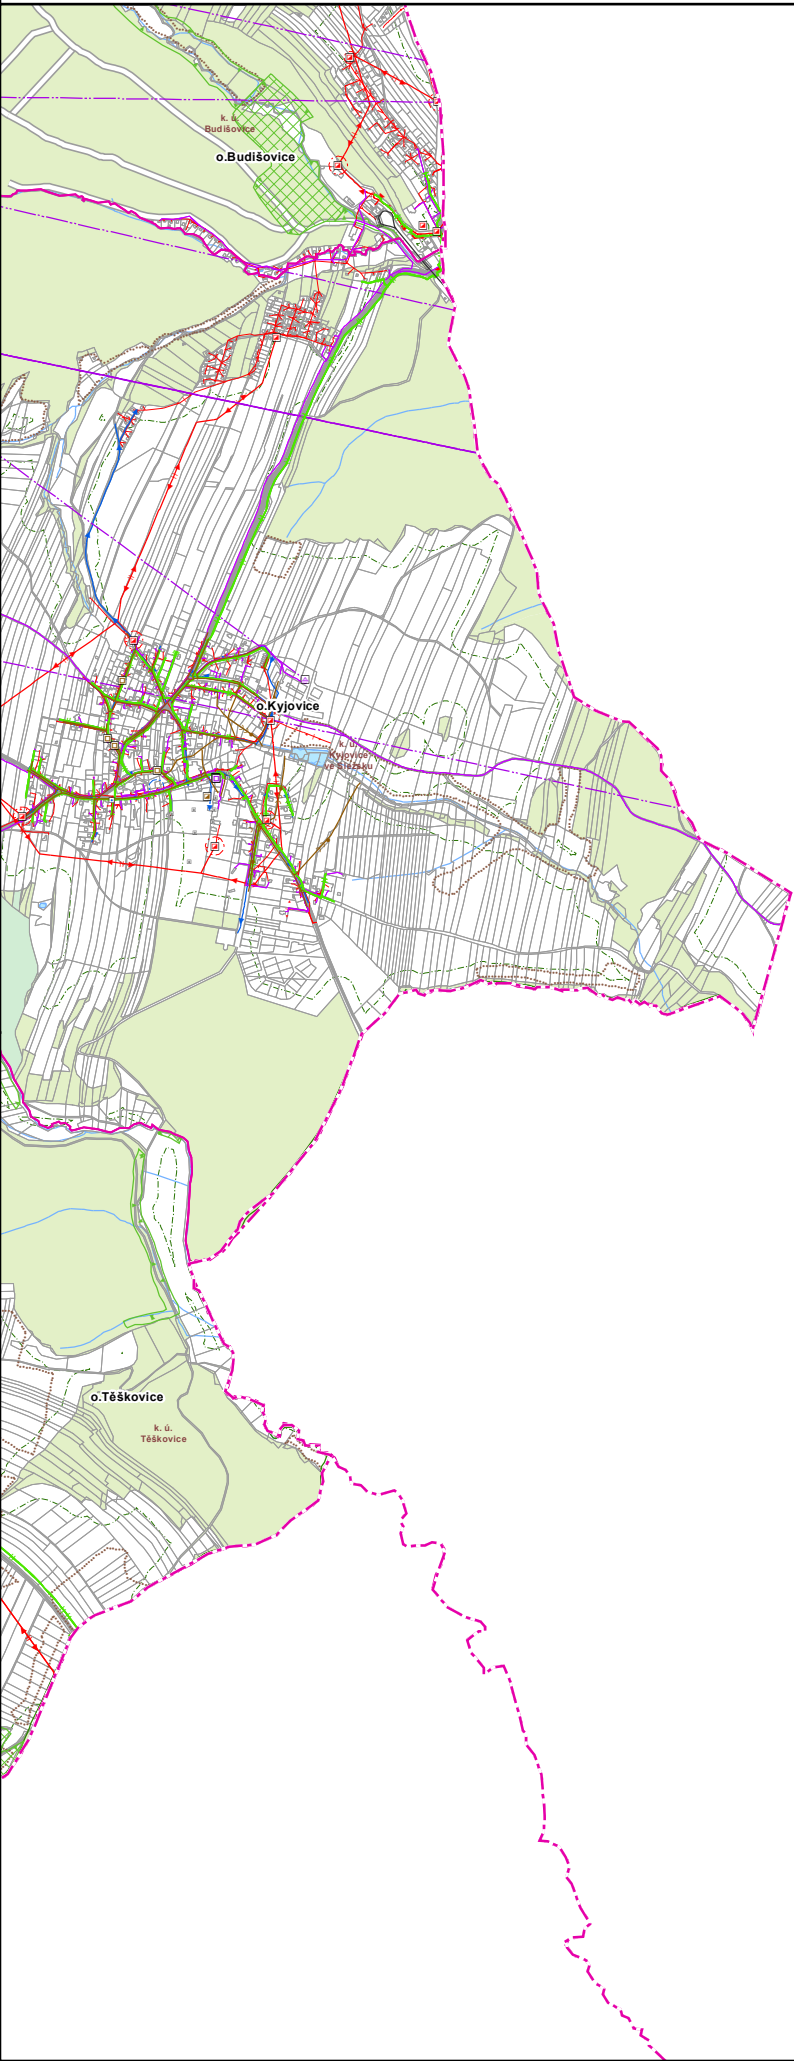 k. ú.
Budišovice
o.Budišovice
o.Kyjovice
k. ú.
Kyjovice
ve Slezsku
o.Těškovice
k. ú.
Těškovice